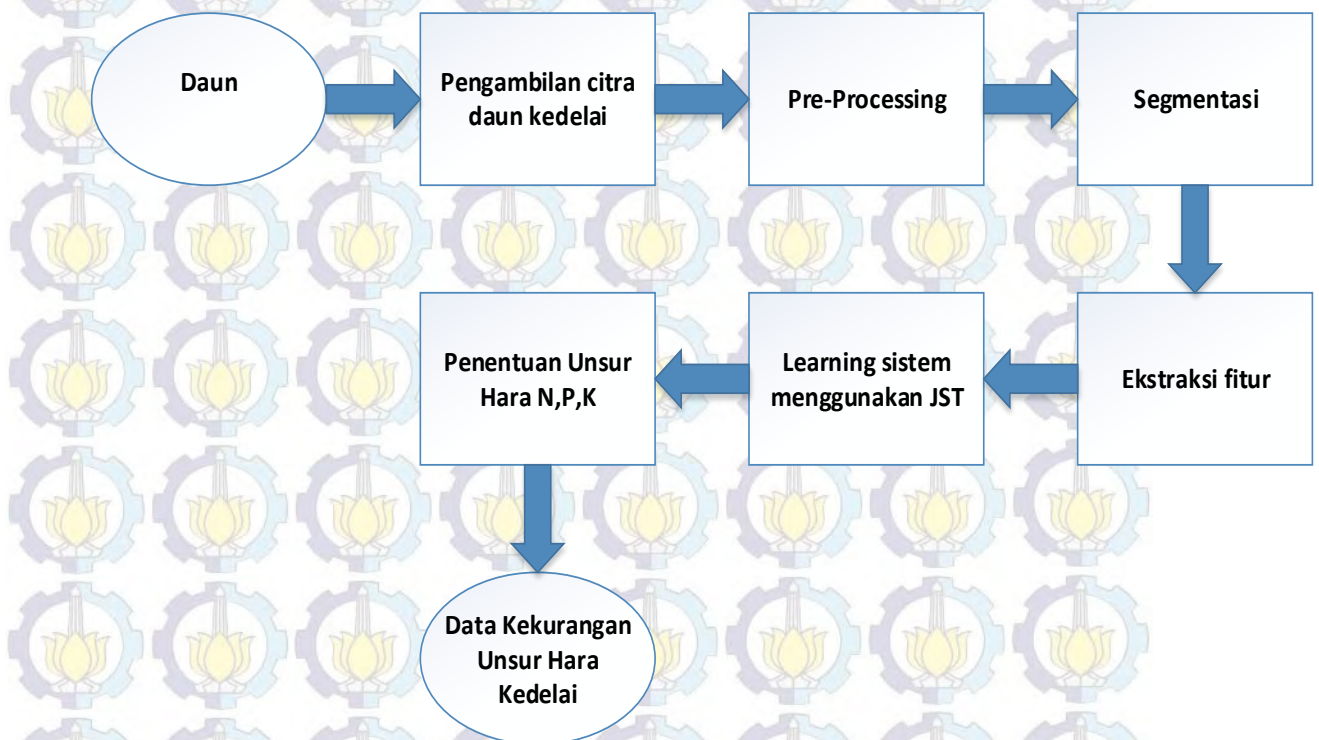 Daun
Pengambilan citra
daun kedelai
Pre-Processing
Segmentasi
Ekstraksi fitur
Learning sistem
menggunakan JST
Penentuan Unsur
Hara N,P,K
Data Kekurangan
Unsur Hara
Kedelai